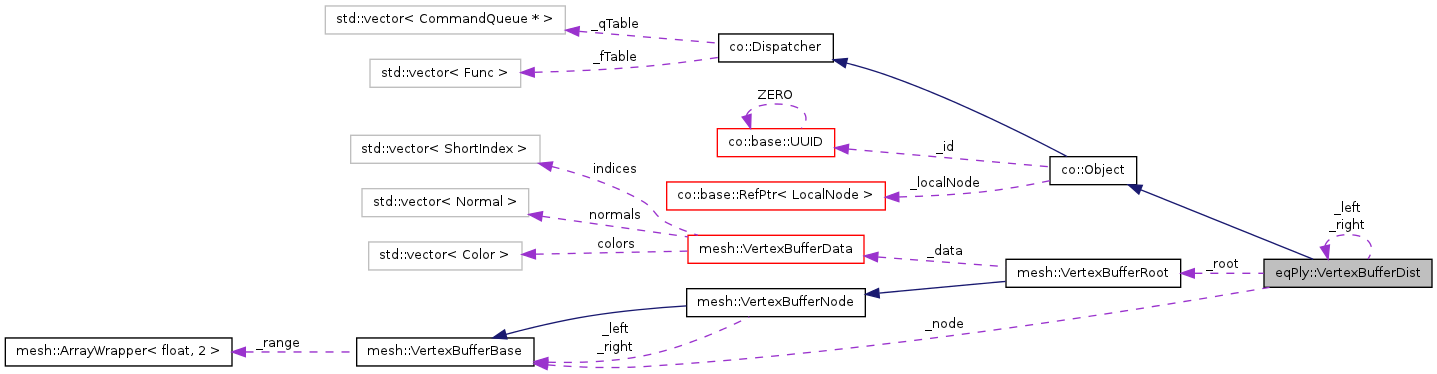 std::vector< CommandQueue * >
_qTable
co::Dispatcher
_fTable
std::vector< Func >
ZERO
co::base::UUID
_id
co::Object
std::vector< ShortIndex >
indices
_localNode
co::base::RefPtr< LocalNode >
std::vector< Normal >
normals
_left
_right
colors
mesh::VertexBufferData
std::vector< Color >
_data
_root
mesh::VertexBufferRoot
eqPly::VertexBufferDist
mesh::VertexBufferNode
_node
_left
_right
_range
mesh::ArrayWrapper< float, 2 >
mesh::VertexBufferBase